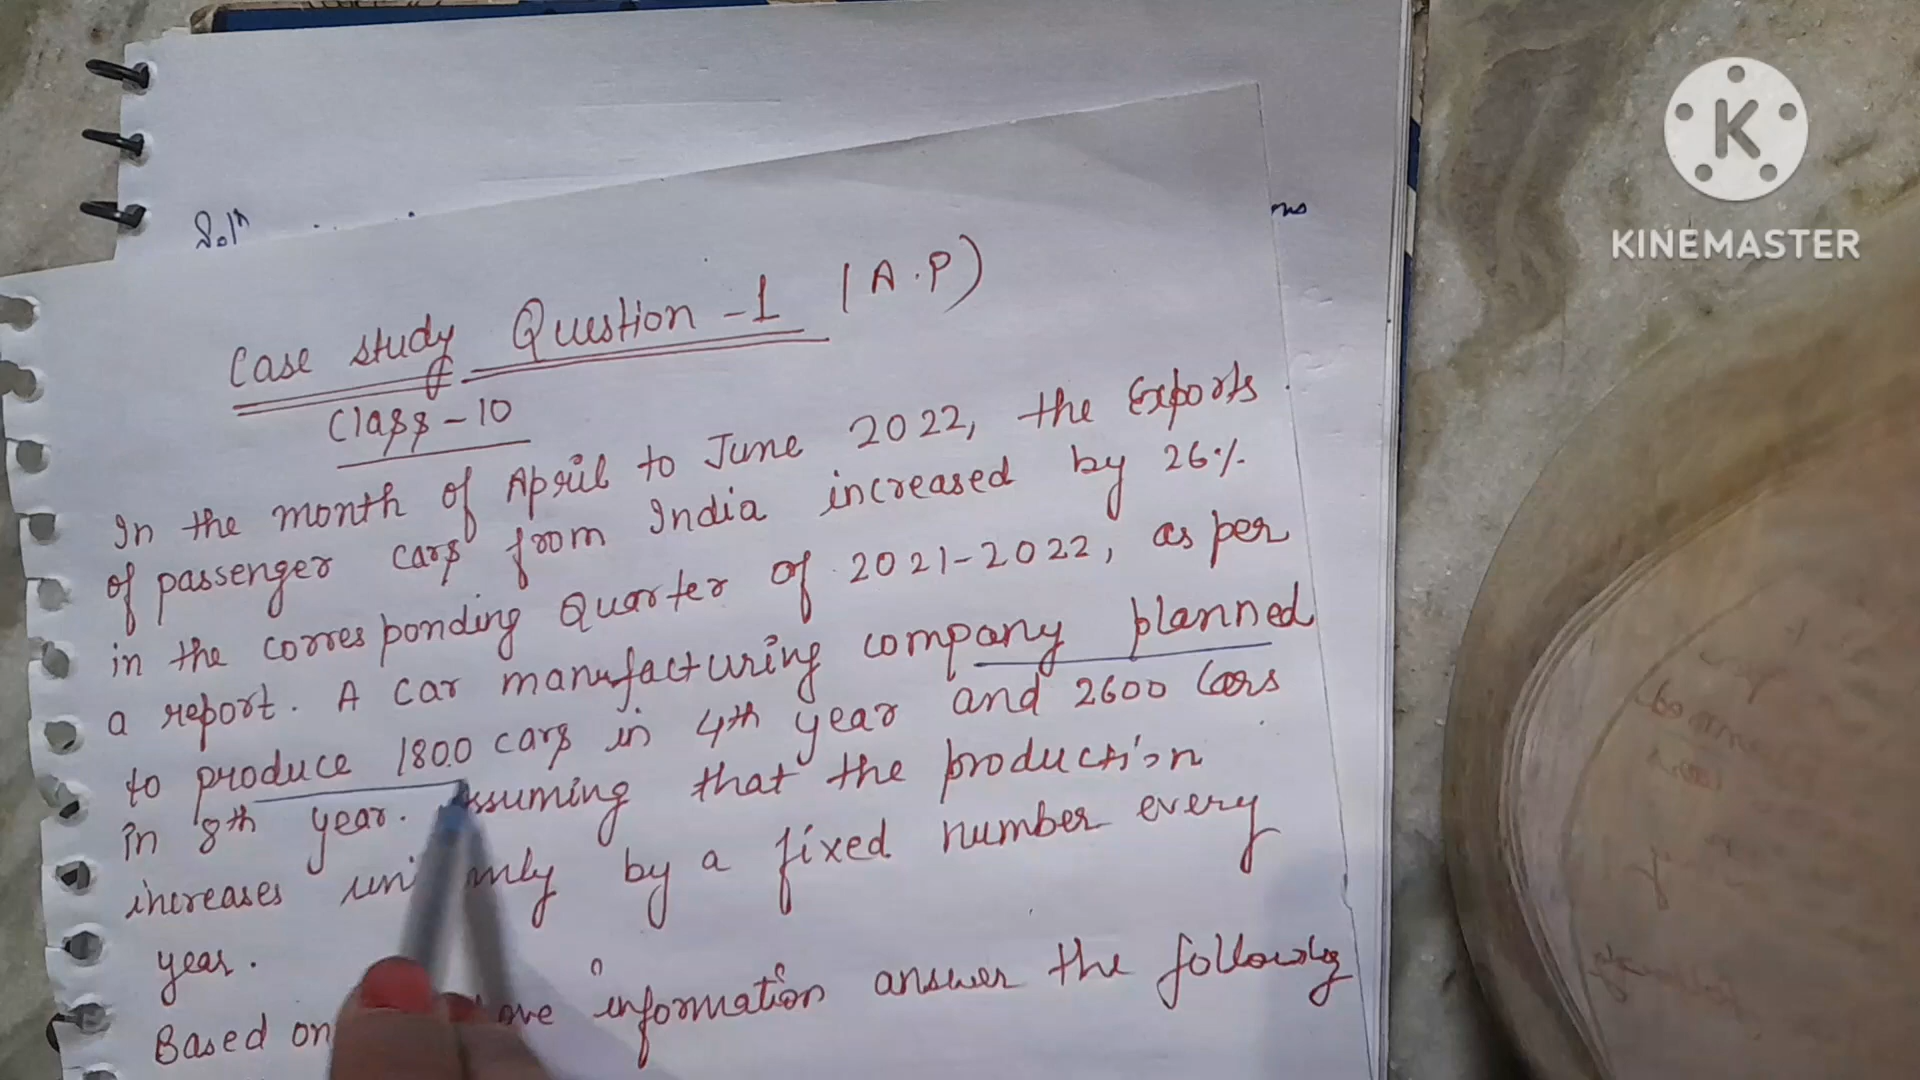 K
KINEMASTER
Soln
Case study Question - 1 (A.P)
Class - 10
In the month of April to June 2022, the Exports
of passenger cars from India increased by 26%
in the corresponding Quarter of 2021-2022, as per
a report. A car manufacturing company planned
to produce 1800 cars in 4th year and 2600 Cars
in 8th year. Assuming that the production
increases by a fixed number every
year.
Based on information answer the following